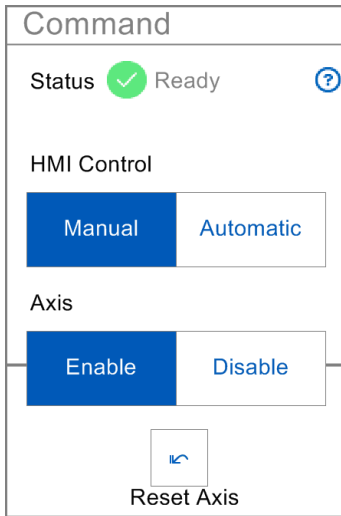 Command
Status Ready ?
HMI Control
Manual Automatic
Axis
Enable Disable
Reset Axis